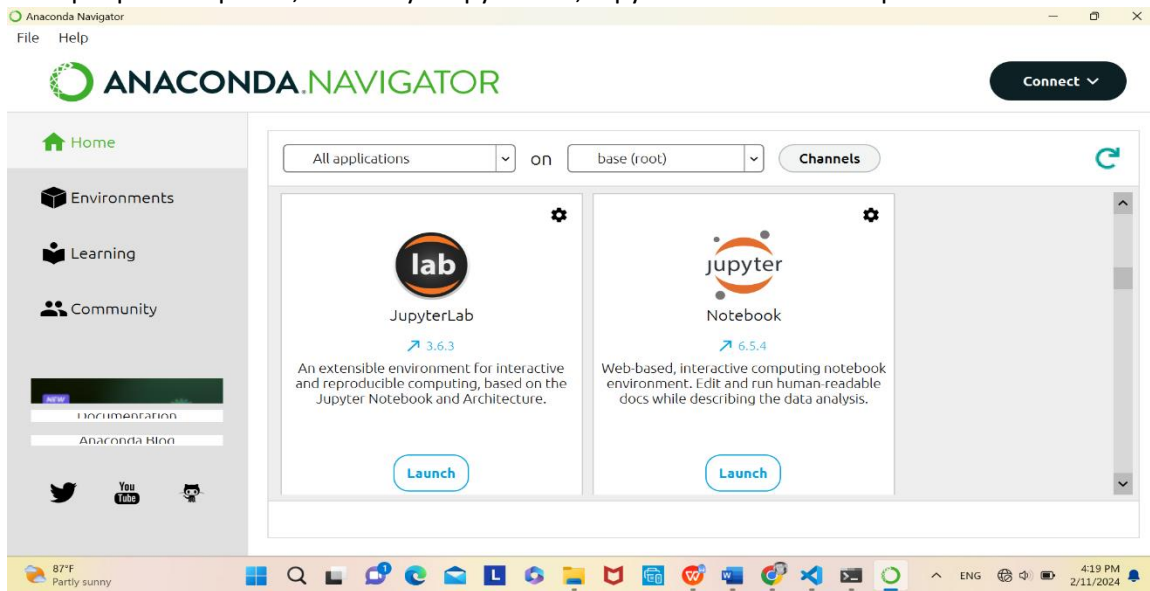 Anaconda Navigator
File Help
ANACONDA.NAVIGATOR
Connect
Home
Environments
Learning
Community
NEW
Documentation
Anaconda Blog
You
Tube
All applications on base (root) Channels
lab
JupyterLab
3.6.3
An extensible environment for interactive
and reproducible computing, based on the
Jupyter Notebook and Architecture.
Launch
jupyter
Notebook
6.5.4
Web-based, interactive computing notebook
environment. Edit and run human-readable
docs while describing the data analysis.
Launch
87°F
Partly sunny
L
W
ENG
4:19 PM
2/11/2024